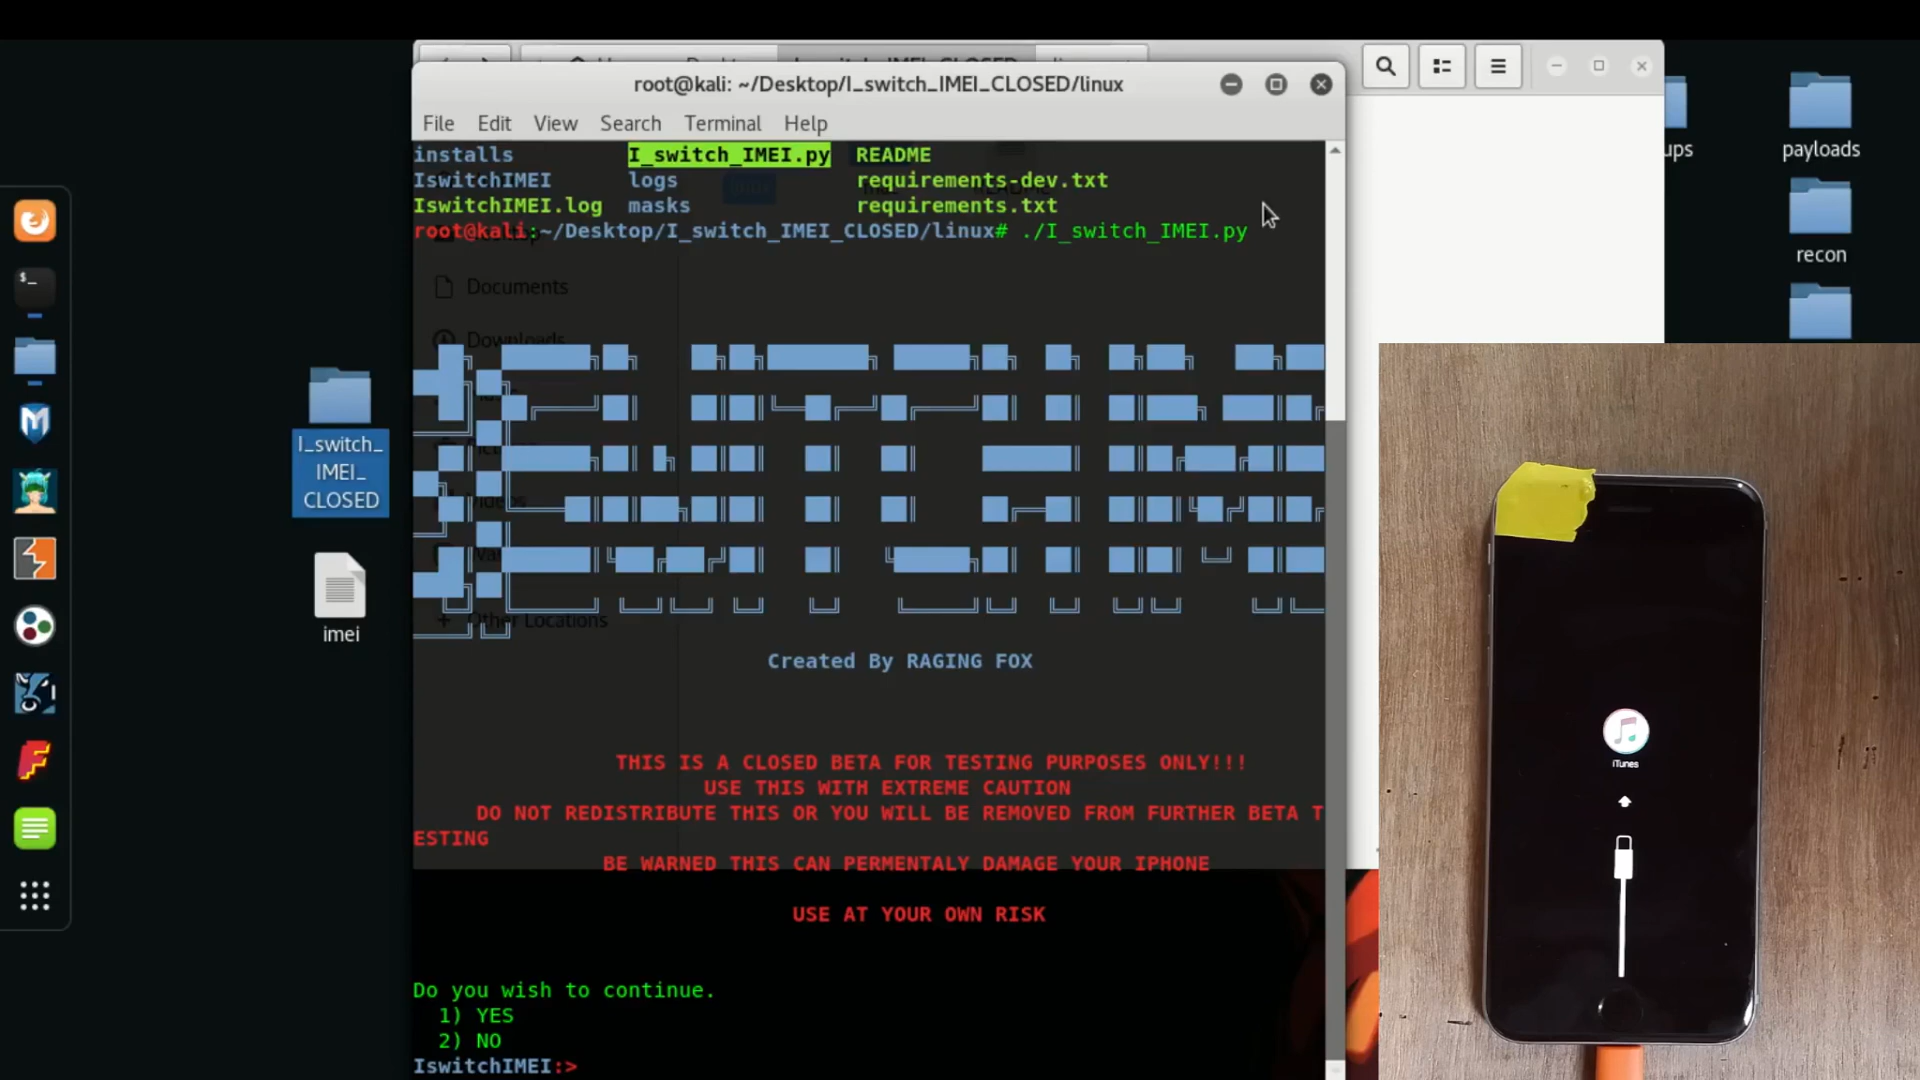 root@kali: ~/Desktop/I_switch_IMEI_CLOSED/linux
File Edit View Search Terminal Help
installs I_switch_IMEI.py README
IswitchIMEI logs requirements-dev.txt
IswitchIMEI.log masks requirements.txt
root@kali:~/Desktop/I_switch_IMEI_CLOSED/linux# ./I_switch_IMEI.py
Documents
Downloads
Other Locations
Created By RAGING FOX
THIS IS A CLOSED BETA FOR TESTING PURPOSES ONLY!!!
USE THIS WITH EXTREME CAUTION
DO NOT REDISTRIBUTE THIS OR YOU WILL BE REMOVED FROM FURTHER BETA T
ESTING
BE WARNED THIS CAN PERMENTALY DAMAGE YOUR IPHONE
USE AT YOUR OWN RISK
Do you wish to continue.
1) YES
2) NO
IswitchIMEI:>
I_switch_
IMEI_
CLOSED
imei
ups
payloads
recon
iTunes